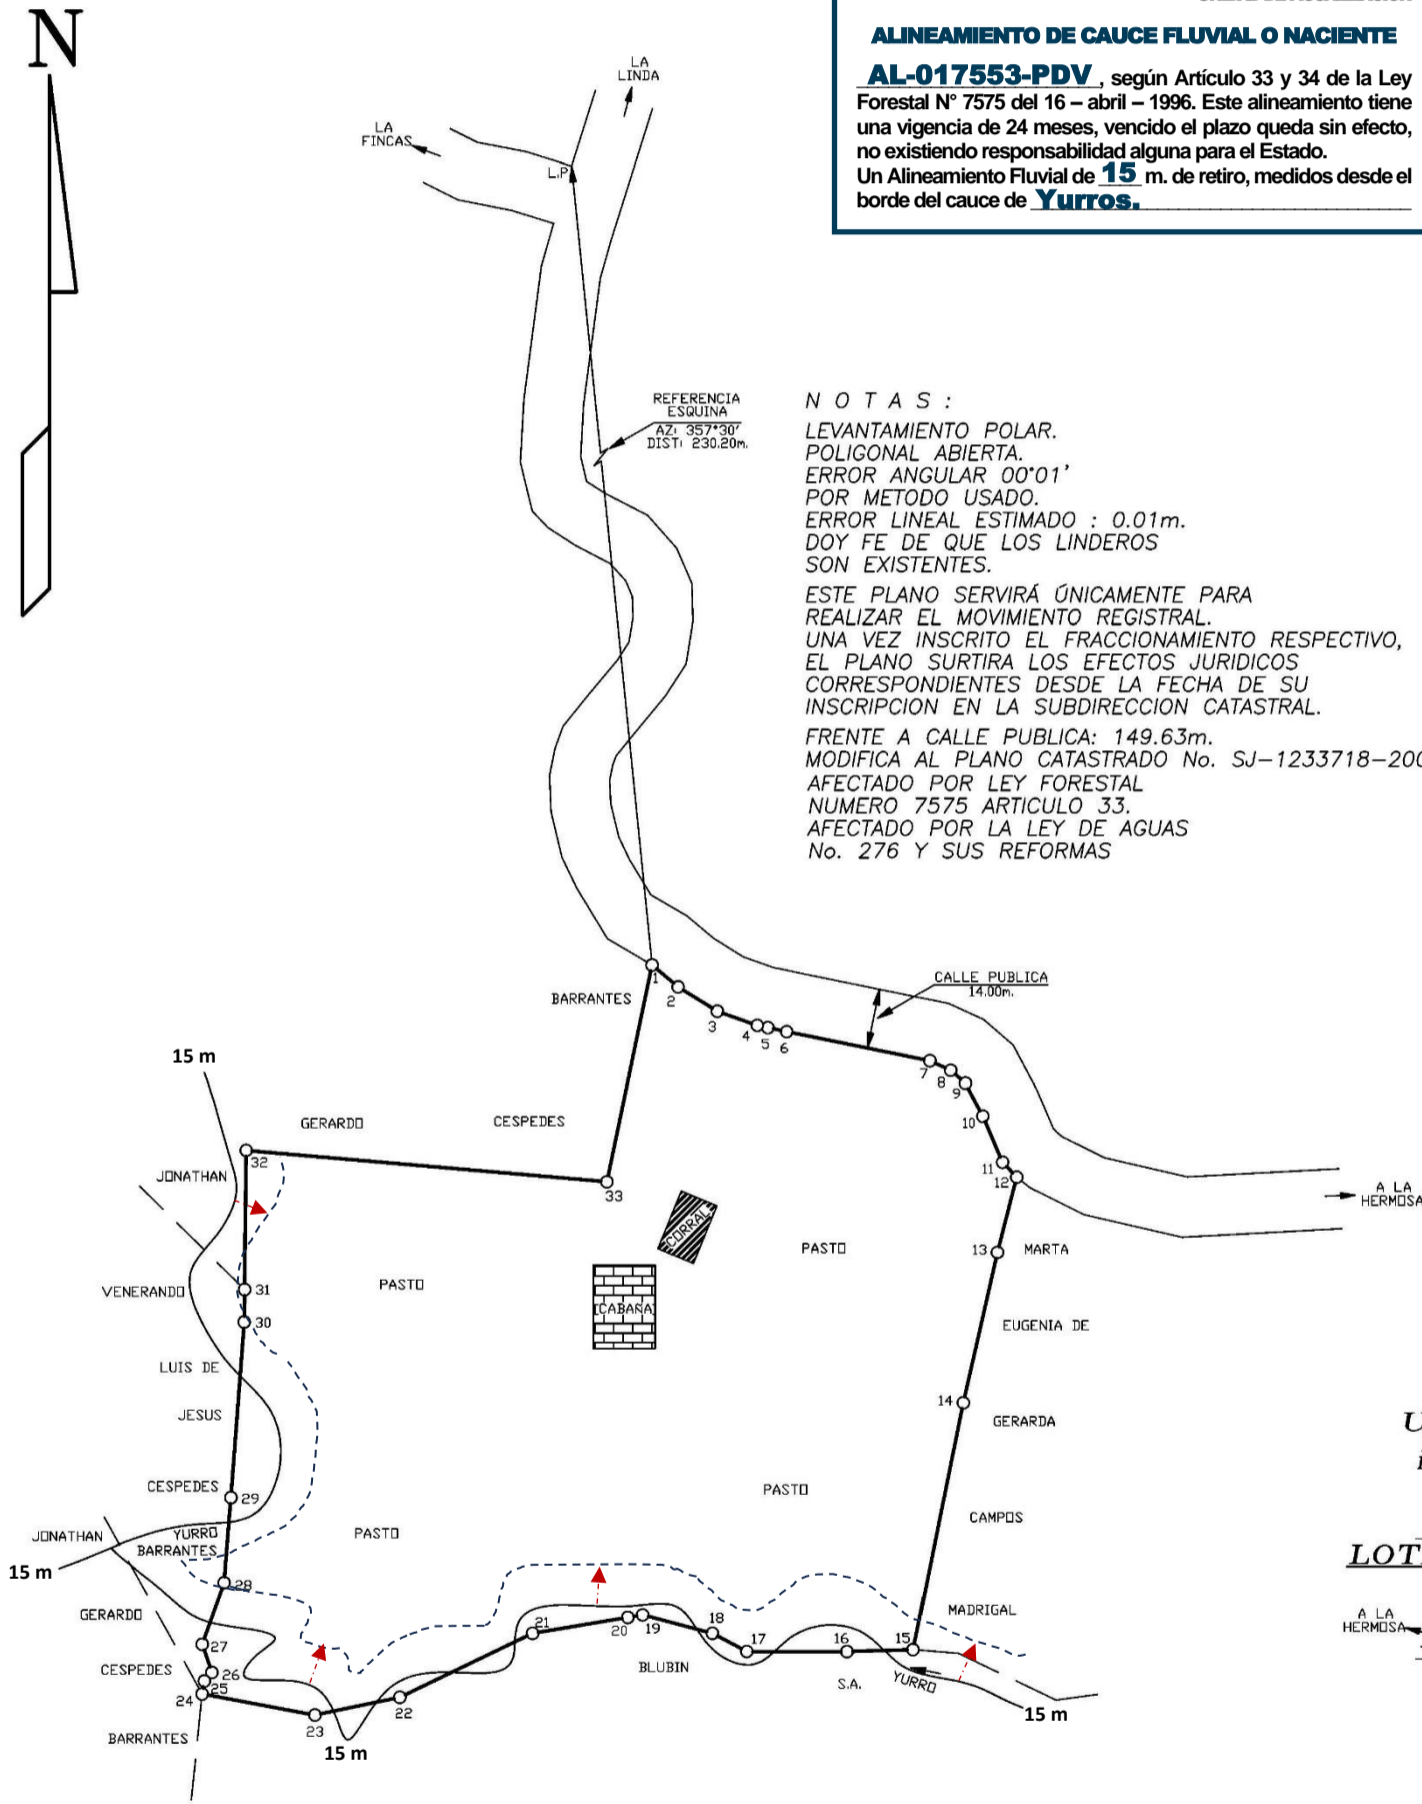 N
ALINEAMIENTO DE CAUCE FLUVIAL O NACIENTE
AL-017553-PDV, según Artículo 33 y 34 de la Ley
Forestal N° 7575 del 16 – abril – 1996. Este alineamiento tiene
una vigencia de 24 meses, vencido el plazo queda sin efecto,
no existiendo responsabilidad alguna para el Estado.
Un Alineamiento Fluvial de 15 m. de retiro, medidos desde el
borde del cauce de Yurros.
LA
LINDA
LA
FINCAS
L.P
REFERENCIA
ESQUINA
AZ: 357°30'
DIST: 230.20m.
N O T A S :
LEVANTAMIENTO POLAR.
POLIGONAL ABIERTA.
ERROR ANGULAR 00°01'
POR METODO USADO.
ERROR LINEAL ESTIMADO : 0.01m.
DOY FE DE QUE LOS LINDEROS
SON EXISTENTES.
ESTE PLANO SERVIRÁ ÚNICAMENTE PARA
REALIZAR EL MOVIMIENTO REGISTRAL.
UNA VEZ INSCRITO EL FRACCIONAMIENTO RESPECTIVO,
EL PLANO SURTIRA LOS EFECTOS JURIDICOS
CORRESPONDIENTES DESDE LA FECHA DE SU
INSCRIPCION EN LA SUBDIRECCION CATASTRAL.
FRENTE A CALLE PUBLICA: 149.63m.
MODIFICA AL PLANO CATASTRADO No. SJ-1233718-200
AFECTADO POR LEY FORESTAL
NUMERO 7575 ARTICULO 33.
AFECTADO POR LA LEY DE AGUAS
No. 276 Y SUS REFORMAS
CALLE PUBLICA
14.00m.
BARRANTES
1
2
3
4
5
6
7
8
9
10
11
12
15 m
GERARDO
CESPEDES
32
33
JONATHAN
A LA
HERMOSA
CORRAL
PASTO
13
MARTA
VENERANDO
31
PASTO
CABAÑA
30
EUGENIA DE
LUIS DE
JESUS
14
GERARDA
CESPEDES
29
PASTO
CAMPOS
JONATHAN
YURRO
BARRANTES
PASTO
15 m
28
LOT
GERARDO
MADRIGAL
A LA
HERMOSA
27
21
20
19
18
17
16
15
CESPEDES
26
25
24
BLUBIN
S.A.
YURRO
22
23
BARRANTES
15 m
15 m